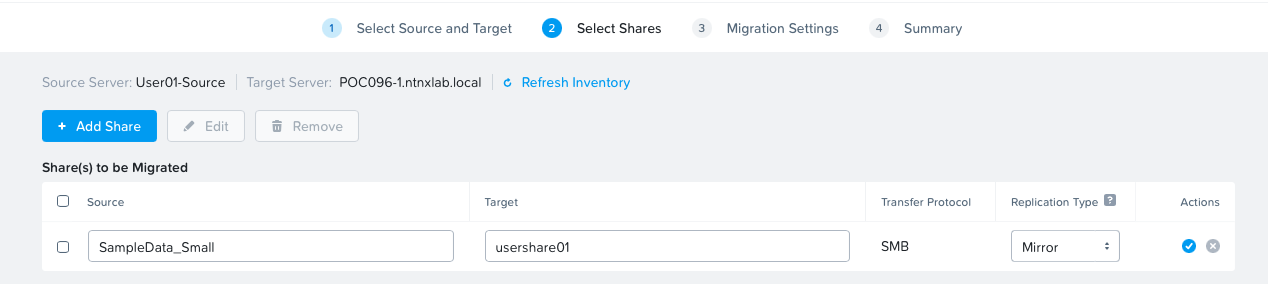 1 Select Source and Target 2 Select Shares 3 Migration Settings 4 Summary
Source Server: User01-Source Target Server: POC096-1.ntnxlab.local Refresh Inventory
+ Add Share Edit Remove
Share(s) to be Migrated
Source Target Transfer Protocol Replication Type ? Actions
SampleData_Small usershare01 SMB Mirror